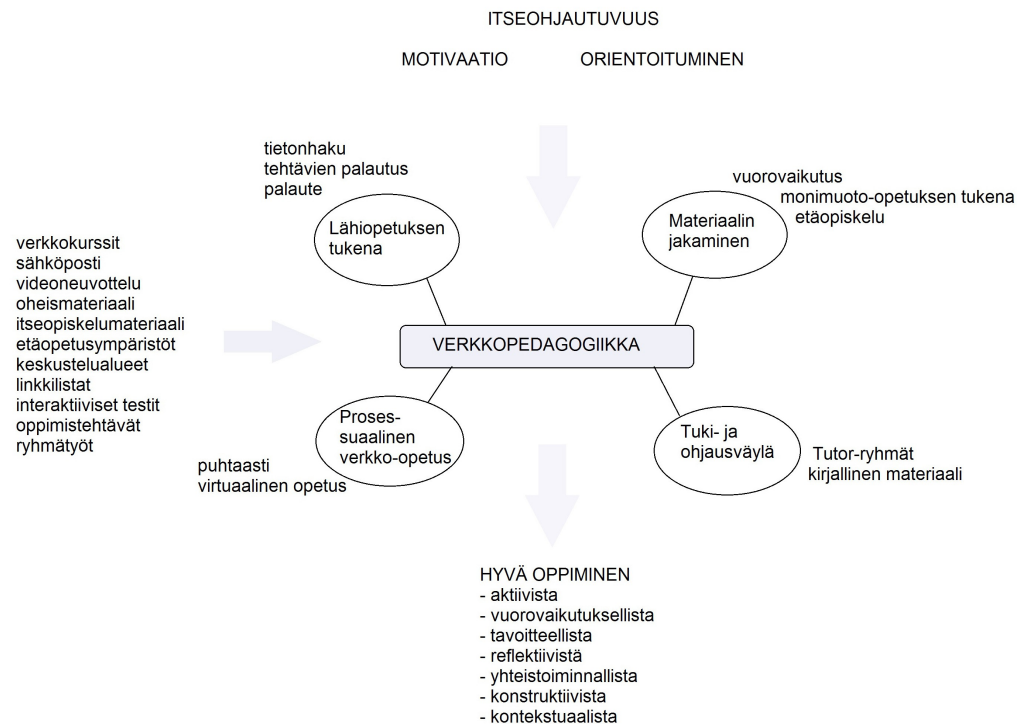 ITSEOHJAUTUVUUS
MOTIVAATIO
ORIENTOITUMINEN
tietonhaku
tehtävien palautus
palaute
Lähiopetuksen
tukena
vuorovaikutus
monimuoto-opetuksen tukena
etäopiskelu
Materiaalin
jakaminen
verkkokurssit
sähköposti
videoneuvottelu
oheismateriaali
itseopiskelumateriaali
etäopetusympäristöt
keskustelualueet
linkkilistat
interaktiiviset testit
oppimistehtävät
ryhmätyöt
VERKKOPEDAGOGIIKKA
Proses-
suaalinen
verkko-opetus
puhtaasti
virtuaalinen opetus
Tuki- ja
ohjausväylä
Tutor-ryhmät
kirjallinen materiaali
HYVÄ OPPIMINEN
- aktiivista
- vuorovaikutuksellista
- tavoitteellista
- reflektiivistä
- yhteistoiminnallista
- konstruktiivista
- kontekstuaalista